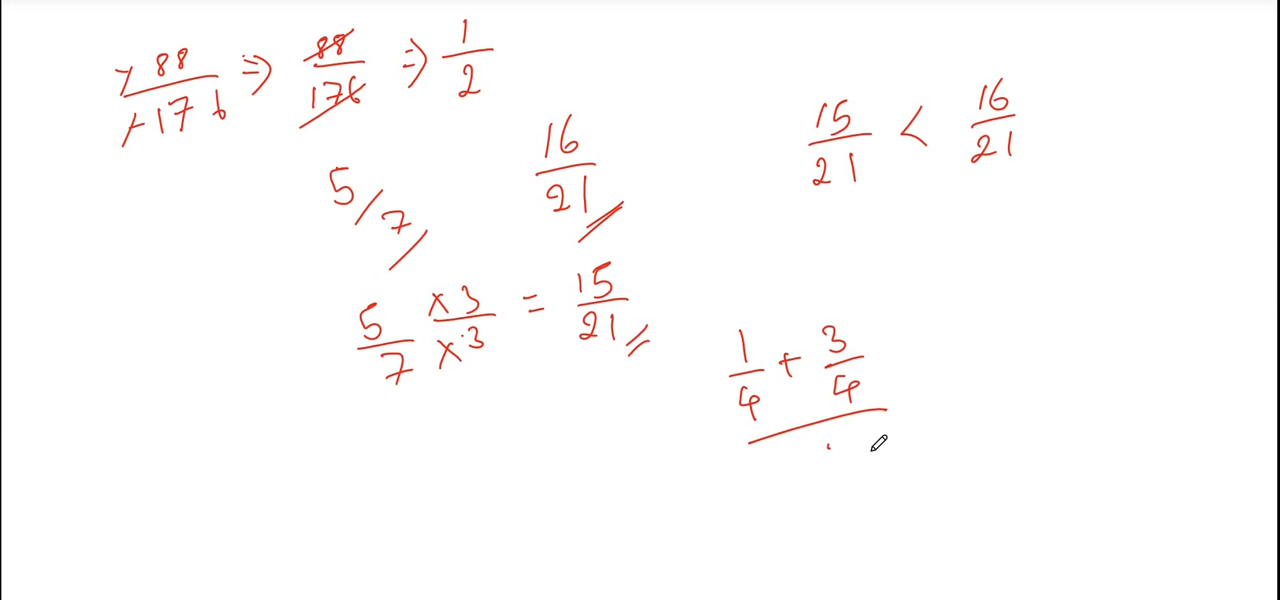 -88/-176 ⇒ 88/176 ⇒ 1/2
15/21 < 16/21
5/7, 16/21
5/7 ×3/×3 = 15/21
1/4 + 3/4